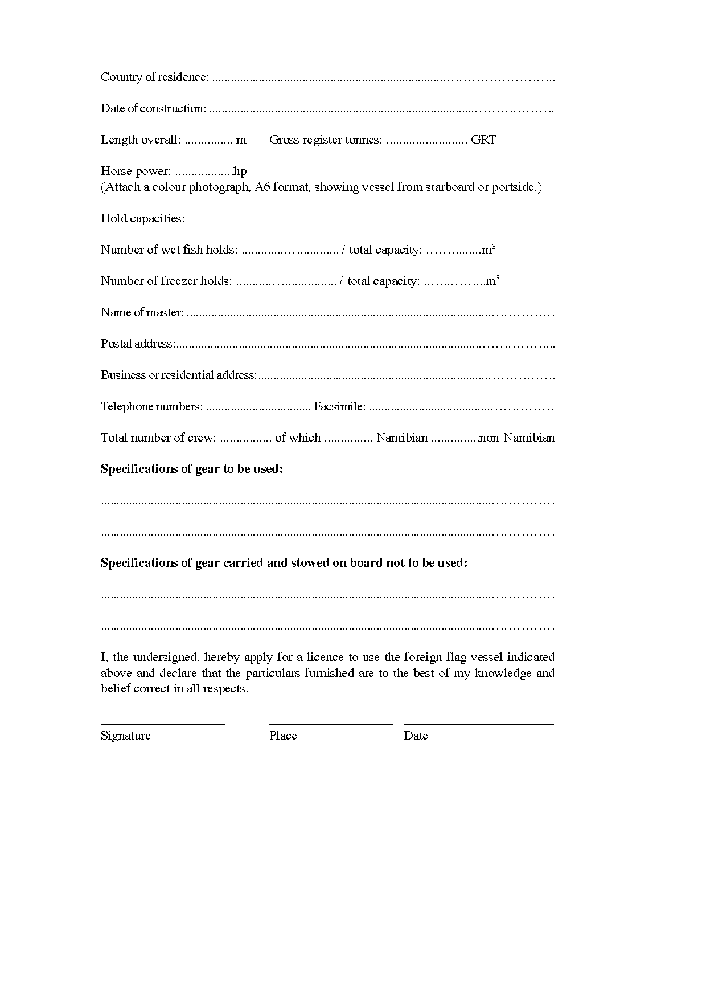 Country of residence: ...........................................................................……………………..
Date of construction: .....................................................................................……………….
Length overall: ............... m Gross register tonnes: ......................... GRT
Horse power: ..................hp
(Attach a colour photograph, A6 format, showing vessel from starboard or portside.)
Hold capacities:
Number of wet fish holds: ..............…............. / total capacity: ……..........m³
Number of freezer holds: ...........…................. / total capacity: ..…...……...m³
Name of master: ..................................................................................................……………
Postal address:..................................................................................................……………...
Business or residential address:..........................................................................…………….
Telephone numbers: .................................. Facsimile: .......................................……………
Total number of crew: ................ of which ............... Namibian ...............non-Namibian
Specifications of gear to be used:
.............................................................................................................................……………
.............................................................................................................................……………
Specifications of gear carried and stowed on board not to be used:
.............................................................................................................................……………
.............................................................................................................................……………
I, the undersigned, hereby apply for a licence to use the foreign flag vessel indicated
above and declare that the particulars furnished are to the best of my knowledge and
belief correct in all respects.
Signature Place Date